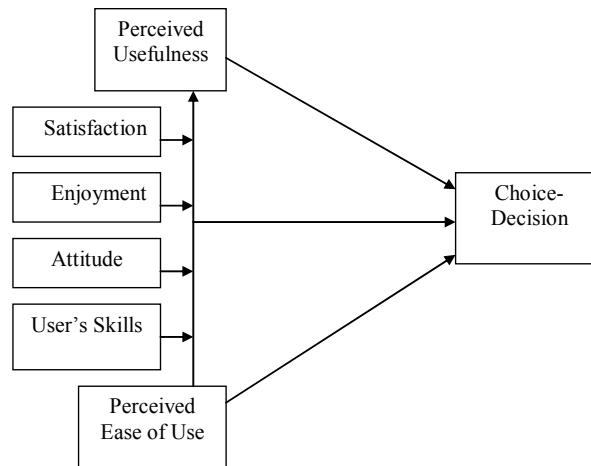 Perceived
Usefulness
Satisfaction
Enjoyment
Attitude
User’s Skills
Perceived
Ease of Use
Choice-
Decision